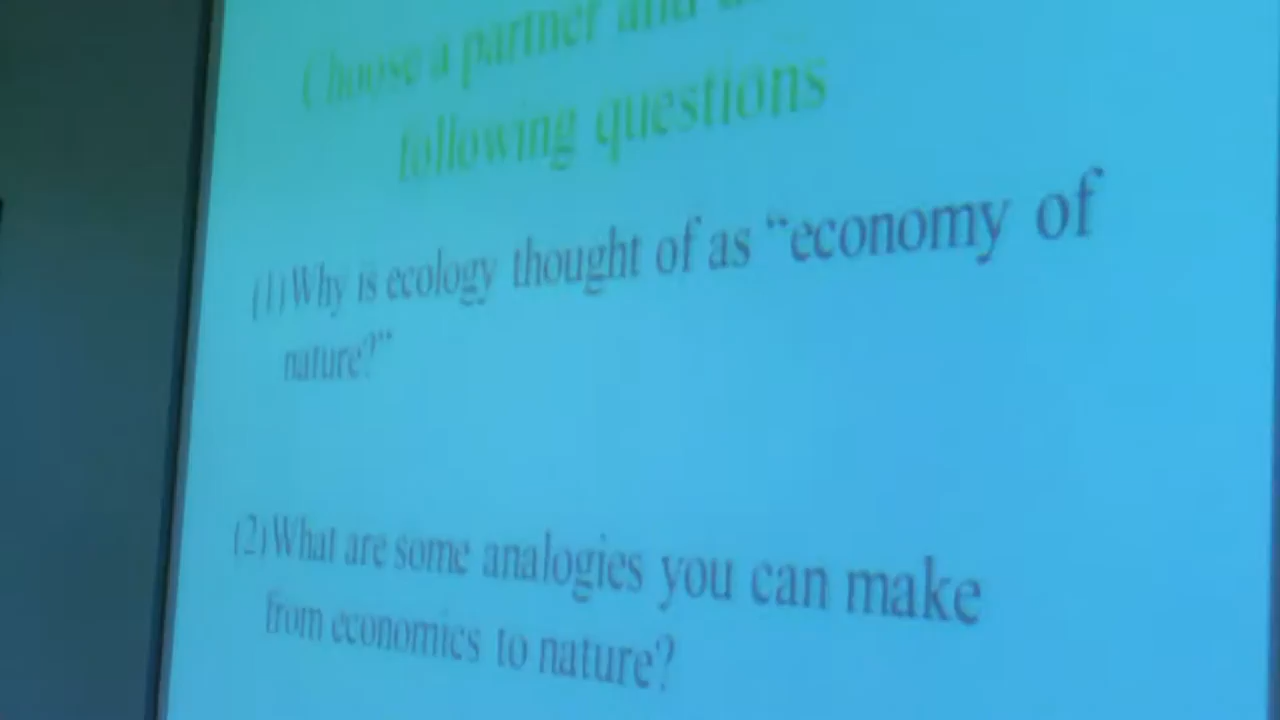 Choose a partner and
following questions
(1) Why is ecology thought of as “economy of
nature?”
(2) What are some analogies you can make
from economics to nature?